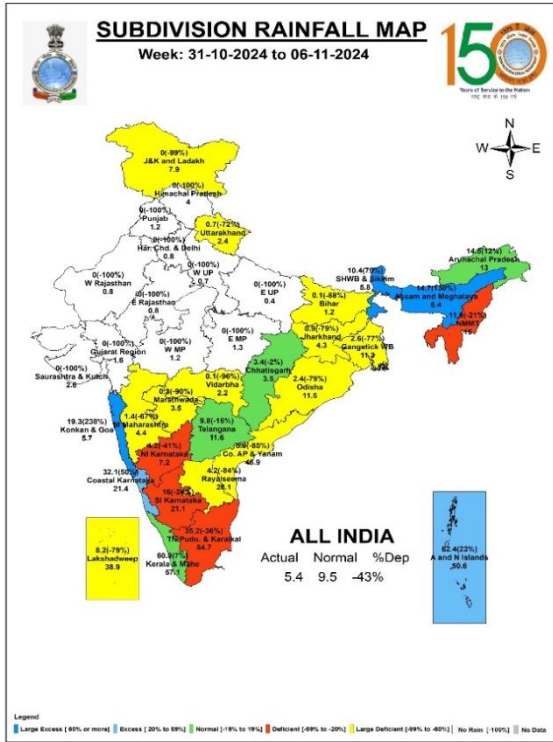 SUBDIVISION RAINFALL MAP
Week: 31-10-2024 to 06-11-2024
150
Years of Service to the Nation
राष्ट्र सेवा के 150 वर्ष
N
W E
S
0(-99%)
J&K and Ladakh
7.9
0(-100%)
Himachal Pradesh
4
0(-100%)
Punjab
1.2
0.7(-72%)
Uttarakhand
2.4
0(-100%)
Har. Chd. & Delhi
0.8
0(-100%)
W UP
0.7
0(-100%)
W Rajasthan
0.8
0(-100%)
E Rajasthan
0.8
0(-100%)
E UP
0.4
10.4(79%)
SHWB & Sikkim
5.8
14.5(12%)
Arunachal Pradesh
13
14.7(130%)
Assam and Meghalaya
6.4
(-21%)
NMMT
0.1(-88%)
Bihar
1.2
0(-100%)
Gujarat Region
1.6
0(-100%)
W MP
1.2
0(-100%)
E MP
1.3
0.9(-79%)
Jharkhand
4.3
2.6(-77%)
Gangetick WB
11.3
0(-100%)
Saurashtra & Kutch
2.6
3.4(-2%)
Chhatisgarh
3.5
2.4(-79%)
Odisha
11.5
0.1(-96%)
Vidarbha
2.2
(-90%)
Marathwada
3.5
1.4(-67%)
M Maharashtra
4.4
19.3(238%)
Konkan & Goa
5.7
9.8(-16%)
Telangana
11.6
(-85%)
Co. AP & Yanam
4.2(-41%)
NI Karnataka
7.2
32.1(50%)
Coastal Karnataka
21.4
4.2(-84%)
Rayalseema
26.1
SI Karnataka
21.1
35.2(-36%)
TN Pudu. & Karaikal
54.7
(7%)
Kerala & Mahe
57.1
8.2(-79%)
Lakshadweep
38.9
62.4(23%)
A and N Islands
50.6
ALL INDIA
Actual Normal %Dep
5.4 9.5 -43%
Legend
Large Excess [60% or more] Excess [20% to 59%] Normal [-19% to 19%] Deficient [-59% to -20%] Large Deficient [-99% to -60%] No Rain [-100%] No Data